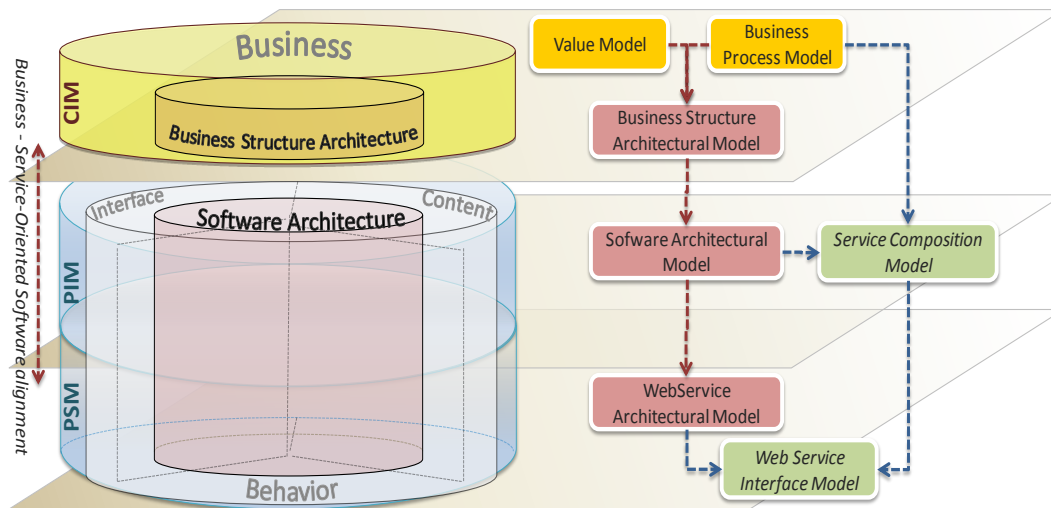 Business
CIM
Business Structure Architecture
Business - Service-Oriented Software alignment
Interface
Content
Software Architecture
PIM
PSM
Behavior
Value Model
Business
Process Model
Business Structure
Architectural Model
Sofware Architectural
Model
Service Composition
Model
WebService
Architectural Model
Web Service
Interface Model